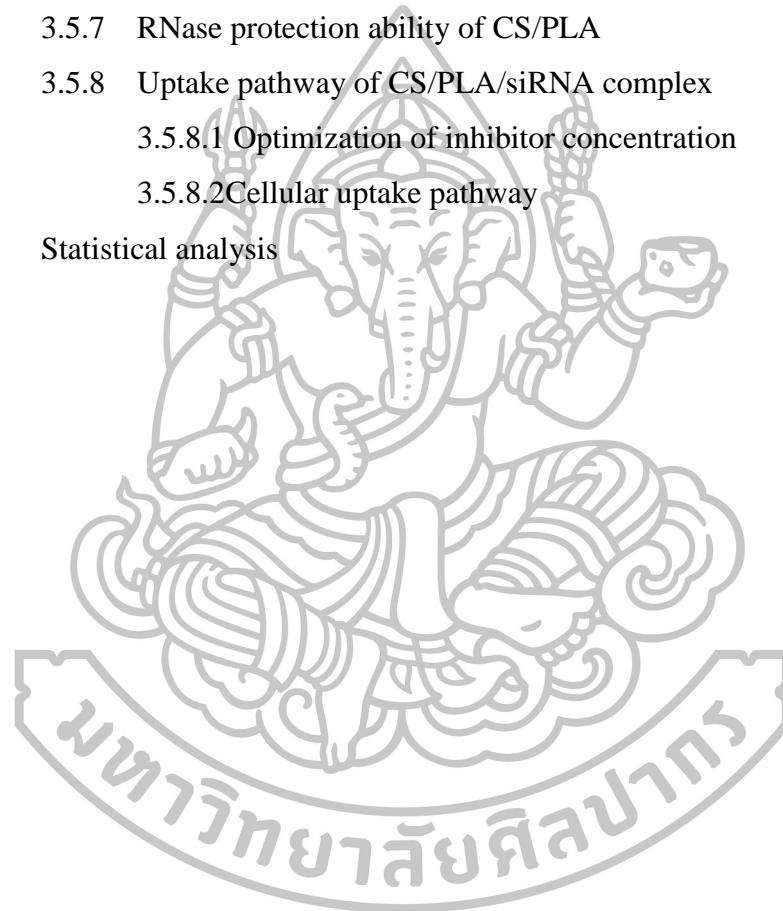 3.5.7 RNase protection ability of CS/PLA
3.5.8 Uptake pathway of CS/PLA/siRNA complex
3.5.8.1 Optimization of inhibitor concentration
3.5.8.2Cellular uptake pathway
Statistical analysis
มหาวิทยาลัยศิลปากร